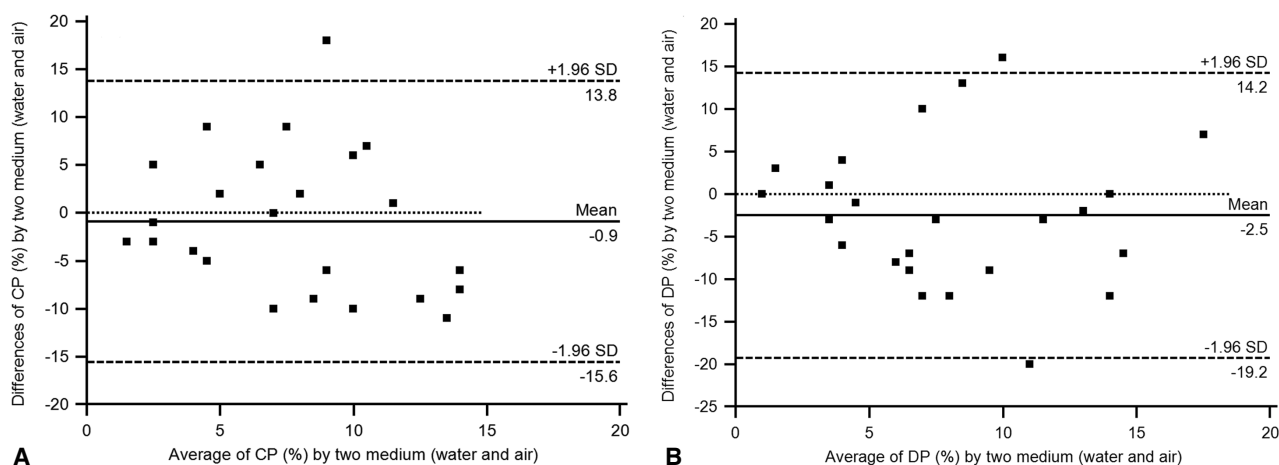 Differences of CP (%) by two medium (water and air)
20
15
10
5
0
-5
-10
-15
-20
+1.96 SD
13.8
Mean
-0.9
-1.96 SD
-15.6
0
5
10
15
20
Average of CP (%) by two medium (water and air)
A
Differences of DP (%) by two medium (water and air)
20
15
10
5
0
-5
-10
-15
-20
-25
+1.96 SD
14.2
Mean
-2.5
-1.96 SD
-19.2
0
5
10
15
20
Average of DP (%) by two medium (water and air)
B